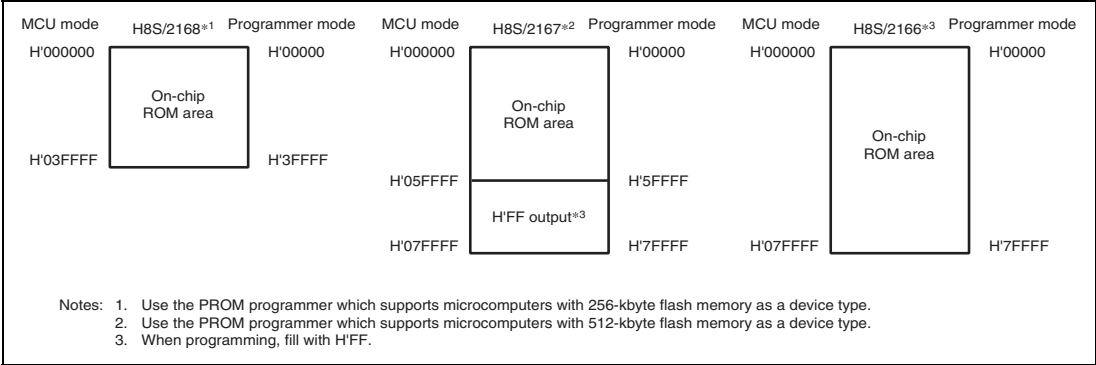 MCU mode H8S/2168*1 Programmer mode MCU mode H8S/2167*2 Programmer mode MCU mode H8S/2166*3 Programmer mode
H'000000 H'00000 H'000000 H'00000 H'000000 H'00000
On-chip
ROM area
On-chip
ROM area
On-chip
ROM area
H'03FFFF H'3FFFF
H'05FFFF H'5FFFF
H'FF output*3
H'07FFFF H'7FFFF H'07FFFF H'7FFFF
Notes: 1. Use the PROM programmer which supports microcomputers with 256-kbyte flash memory as a device type.
2. Use the PROM programmer which supports microcomputers with 512-kbyte flash memory as a device type.
3. When programming, fill with H'FF.